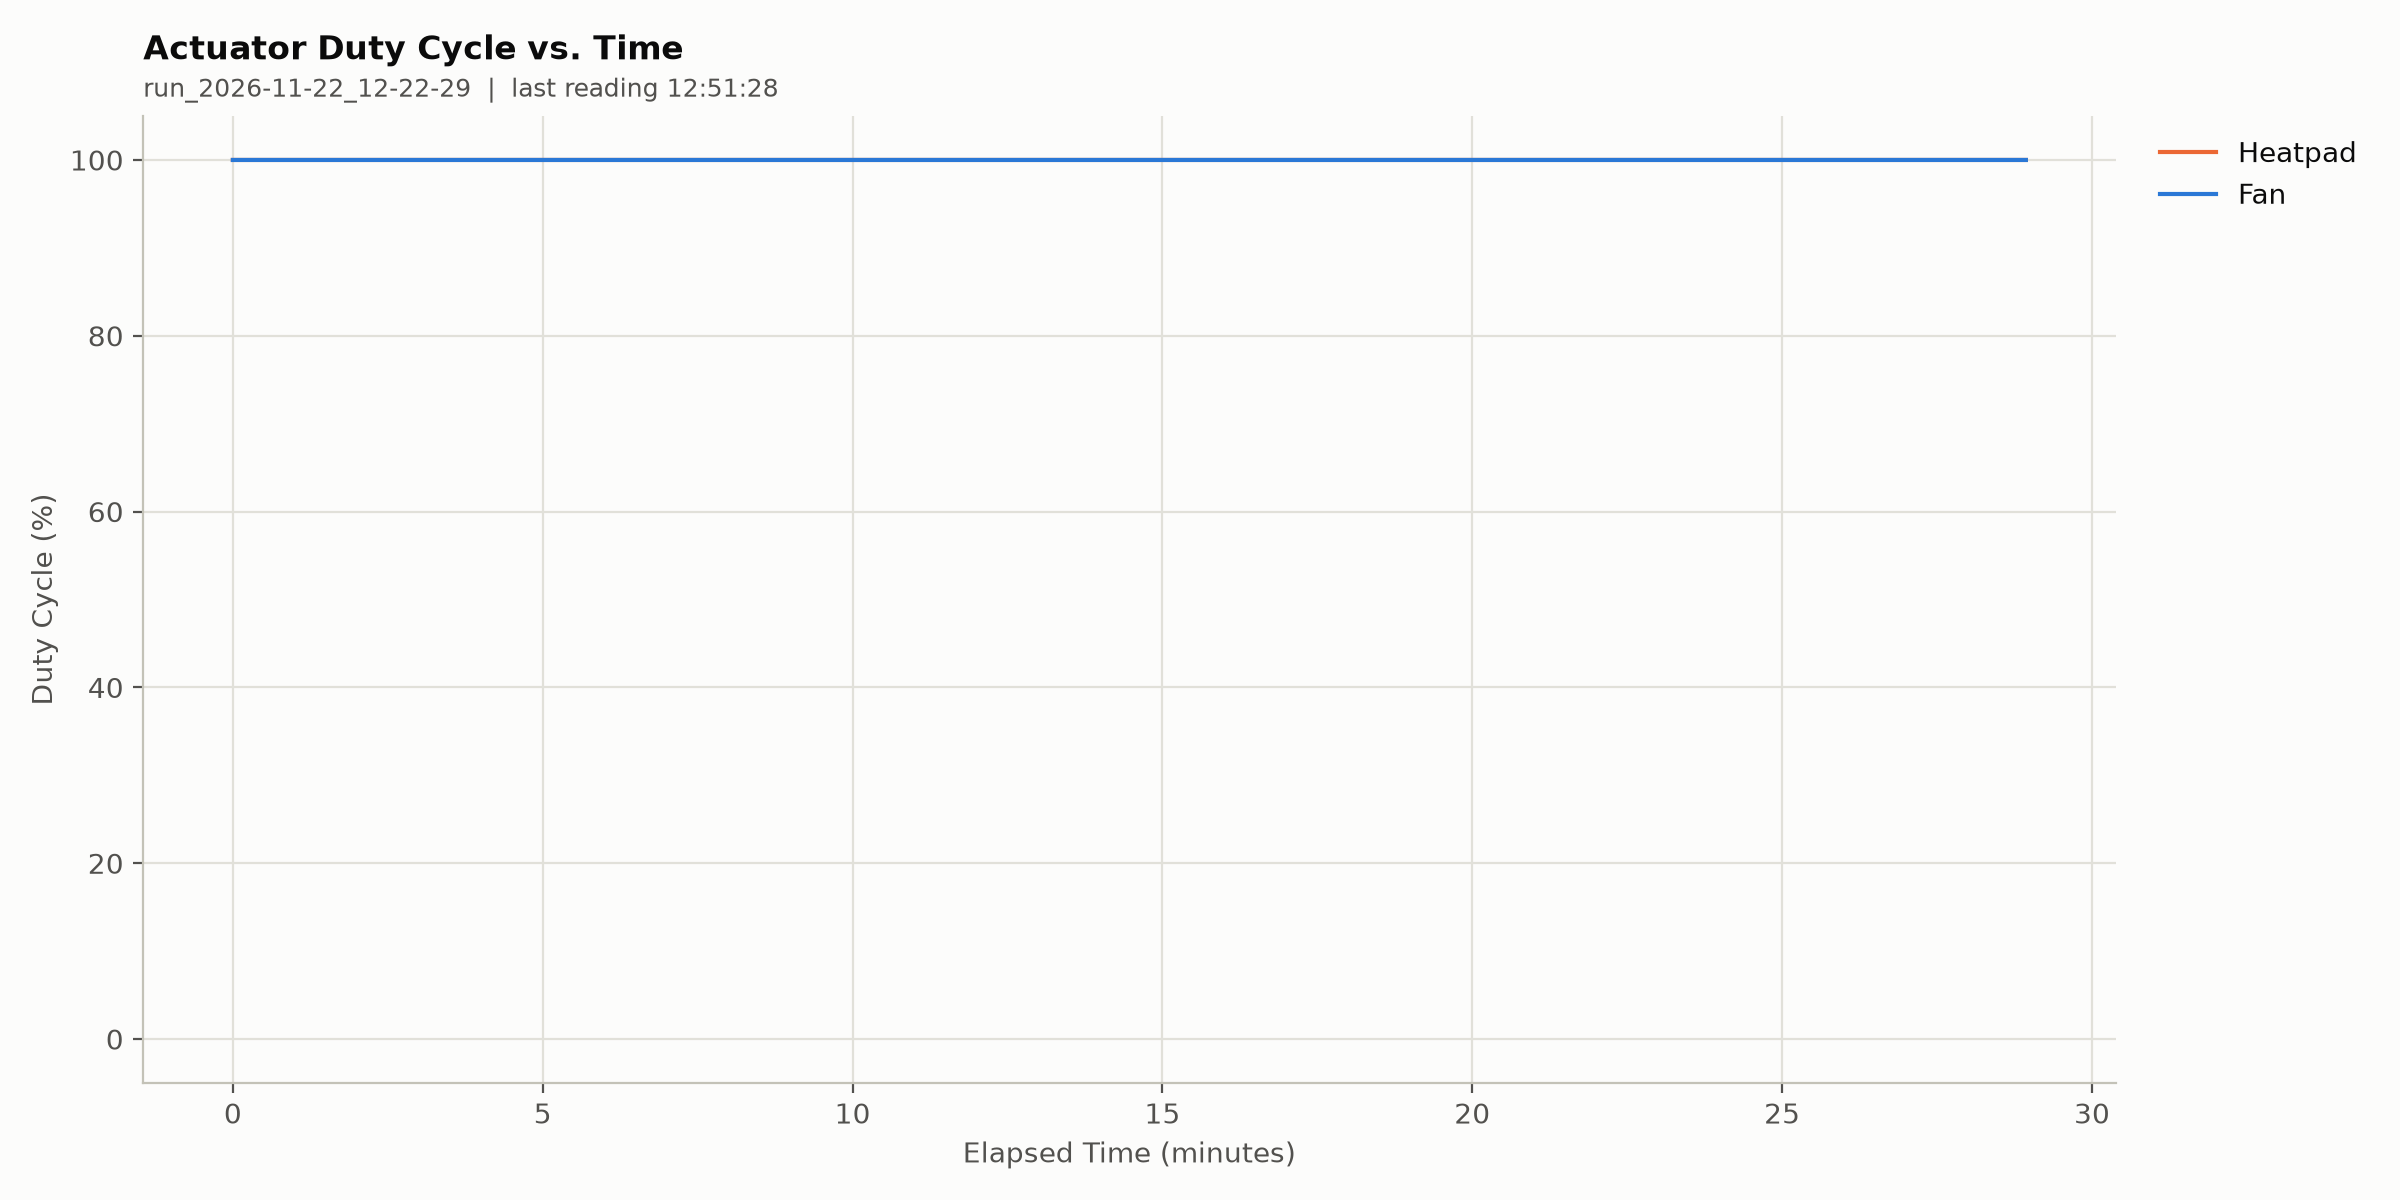 Actuator Duty Cycle vs. Time
run_2026-11-22_12-22-29  |  last reading 12:51:28
Heatpad
Fan
Duty Cycle (%)
100
80
60
40
20
0
0 5 10 15 20 25 30
Elapsed Time (minutes)